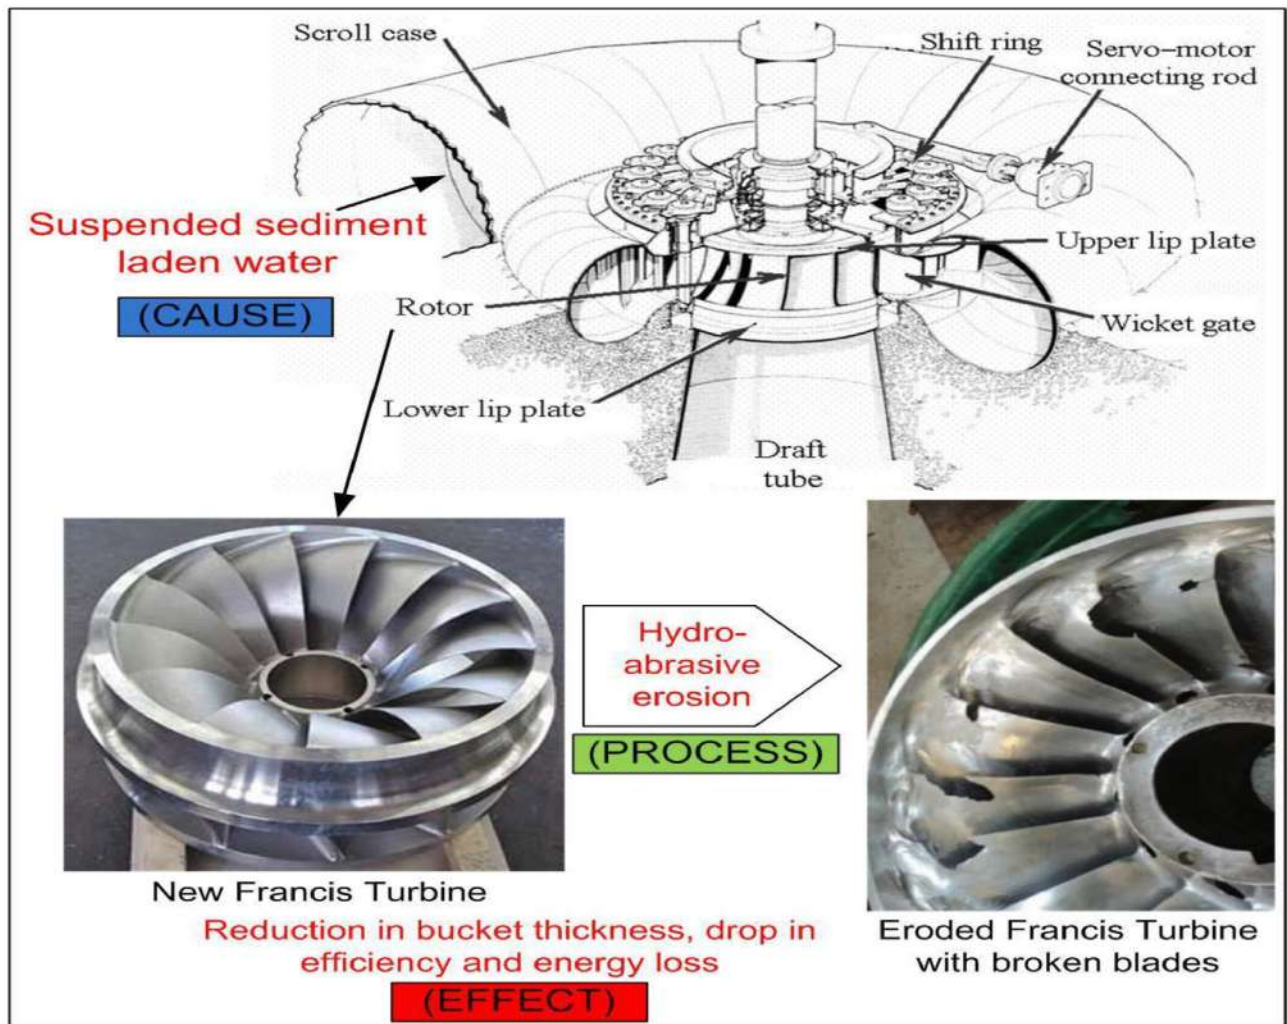 Scroll case
Shift ring
Servo-motor
connecting rod
Suspended sediment
laden water
(CAUSE)
Upper lip plate
Rotor
Wicket gate
Lower lip plate
Draft
tube
Hydro-
abrasive
erosion
(PROCESS)
New Francis Turbine
Eroded Francis Turbine
with broken blades
Reduction in bucket thickness, drop in
efficiency and energy loss
(EFFECT)